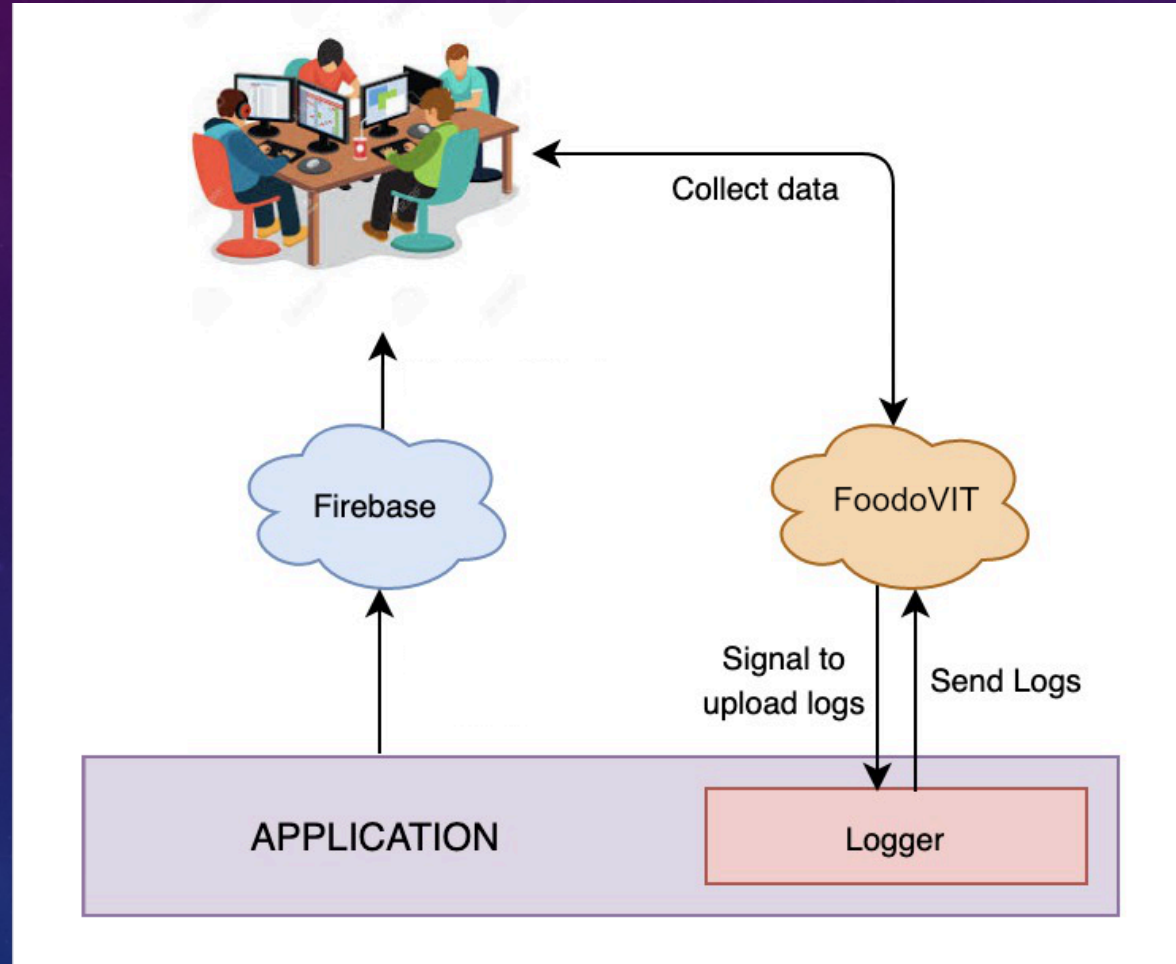 Collect data
Firebase
FoodoVIT
Signal to
upload logs
Send Logs
APPLICATION
Logger